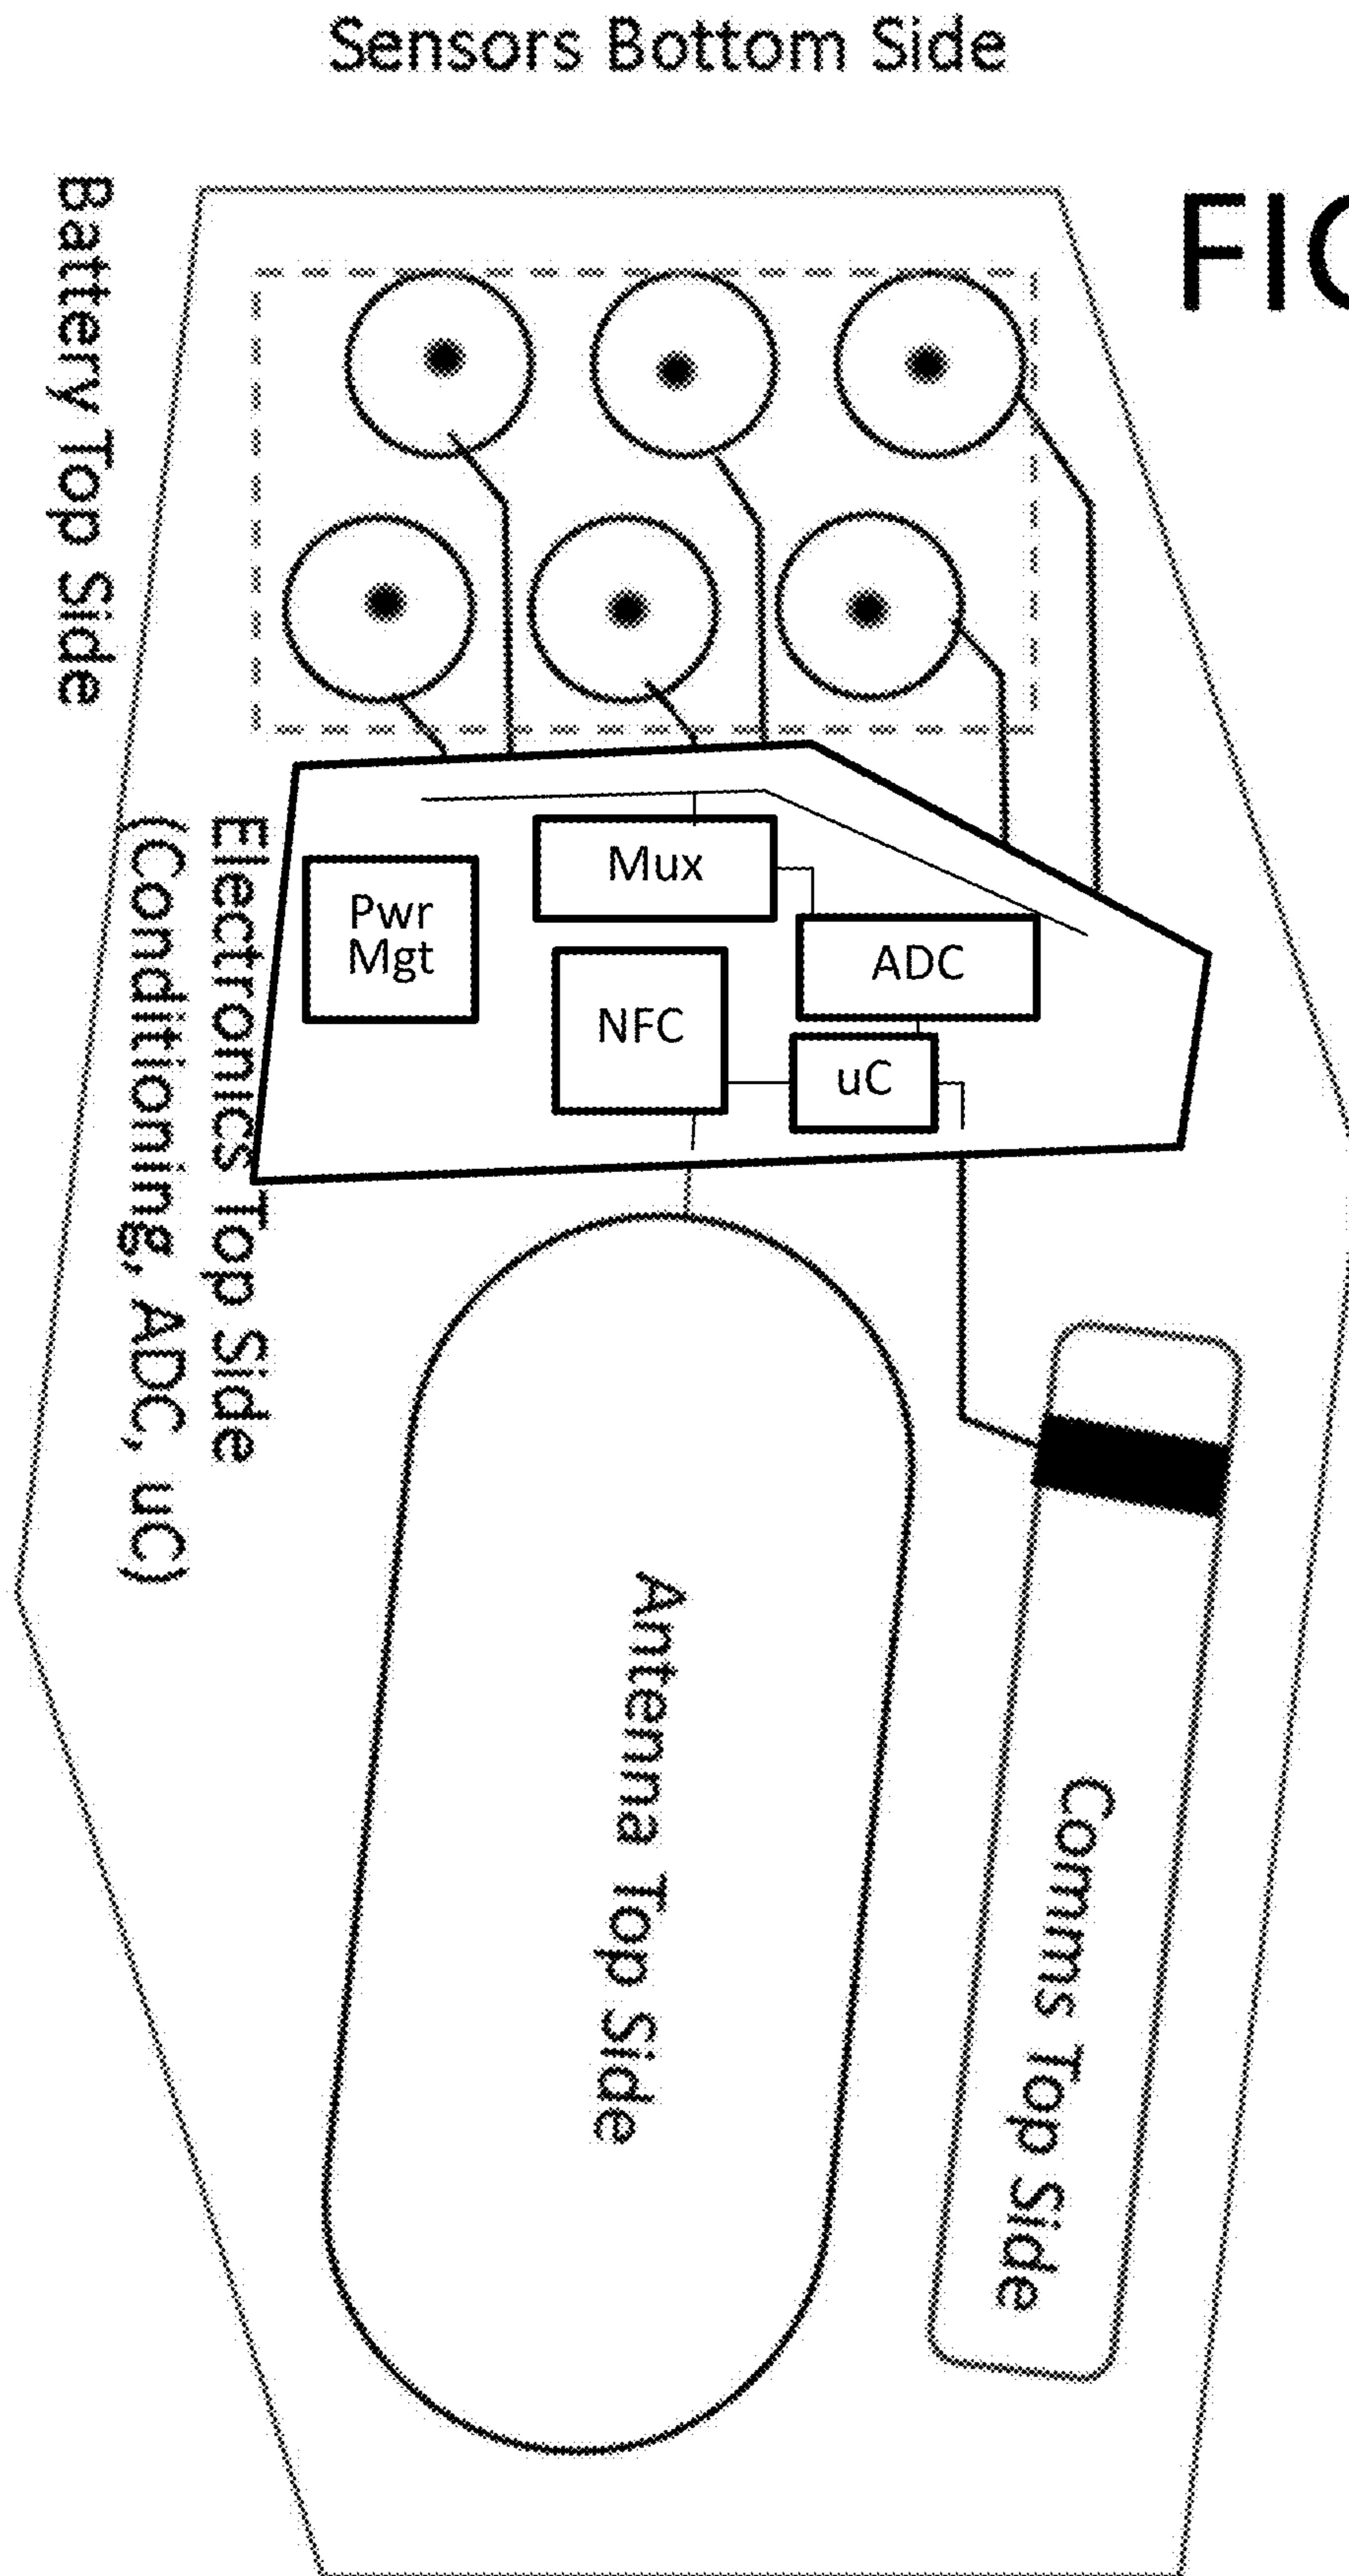 Sensors Bottom Side
FIG
Battery Top Side
Electronics Top Side
(Conditioning, ADC, uC)
Pwr
Mgt
Mux
ADC
NFC
uC
Antenna Top Side
Comms Top Side